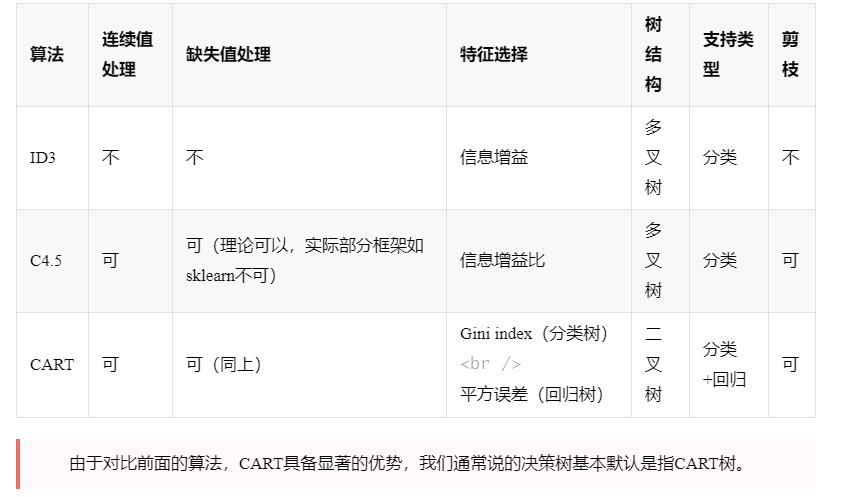 算法 连续值处理 缺失值处理 特征选择 树结构 支持类型 剪枝
ID3 不 不 信息增益 多叉树 分类 不
C4.5 可 可（理论可以，实际部分框架如sklearn不可） 信息增益比 多叉树 分类 可
CART 可 可（同上） Gini index（分类树）<br />平方误差（回归树） 二叉树 分类+回归 可
由于对比前面的算法，CART具备显著的优势，我们通常说的决策树基本默认是指CART树。